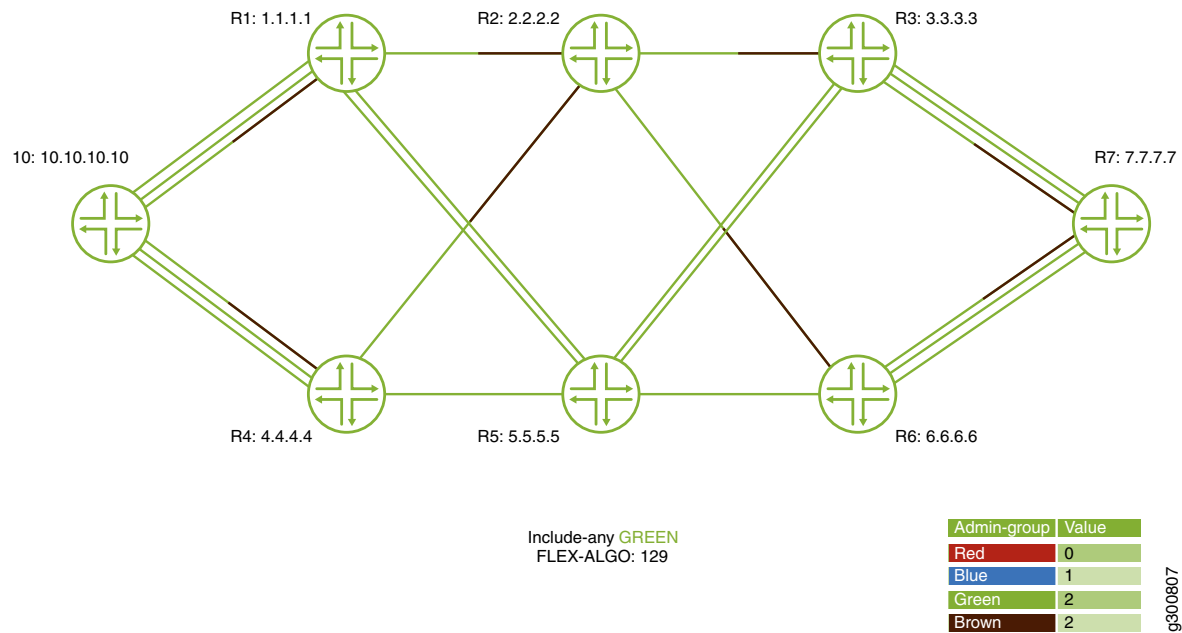 R1: 1.1.1.1
R2: 2.2.2.2
R3: 3.3.3.3
10: 10.10.10.10
R7: 7.7.7.7
R4: 4.4.4.4
R5: 5.5.5.5
R6: 6.6.6.6
Include-any GREEN
FLEX-ALGO: 129
Admin-group Value
Red 0
Blue 1
Green 2
Brown 2
g300807